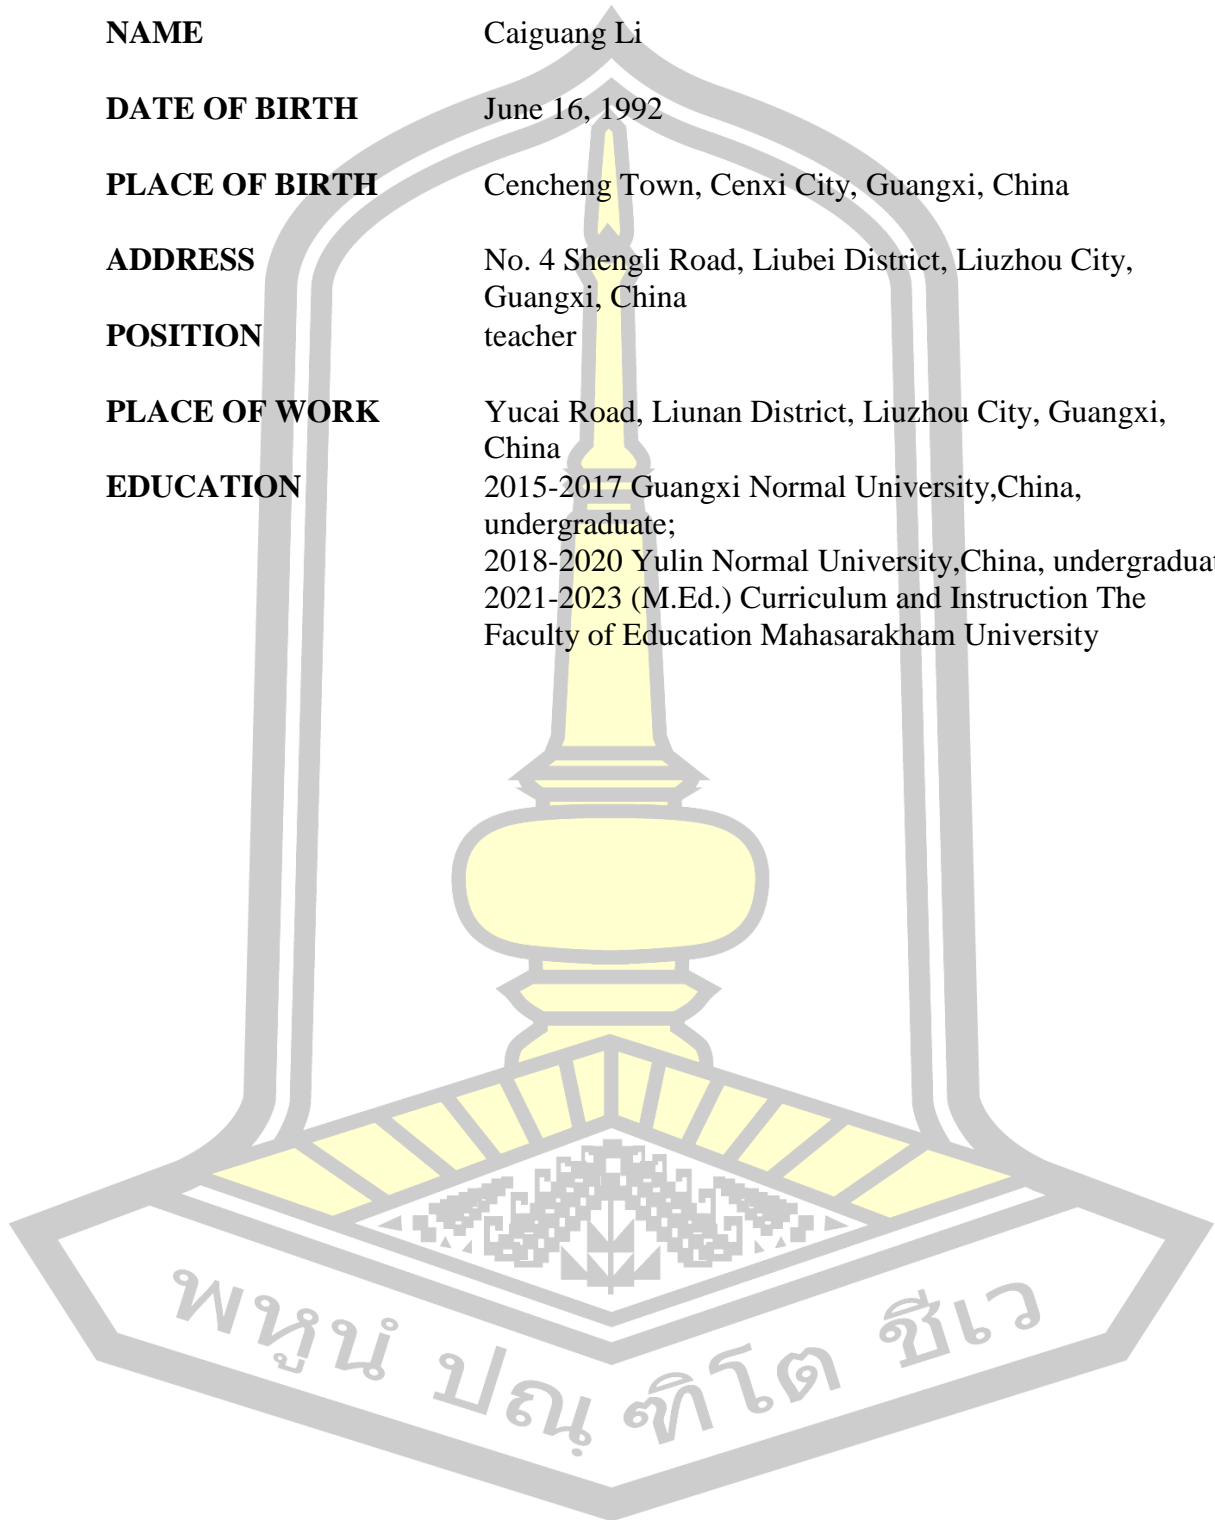 NAME Caiguang Li
DATE OF BIRTH June 16, 1992
PLACE OF BIRTH Cencheng Town, Cenxi City, Guangxi, China
ADDRESS No. 4 Shengli Road, Liubei District, Liuzhou City,
Guangxi, China
POSITION teacher
PLACE OF WORK Yucai Road, Liunan District, Liuzhou City, Guangxi,
China
EDUCATION 2015-2017 Guangxi Normal University,China,
undergraduate;
2018-2020 Yulin Normal University,China, undergraduat
2021-2023 (M.Ed.) Curriculum and Instruction The
Faculty of Education Mahasarakham University
พหูนํ ปณฺฑิโต ชีเว